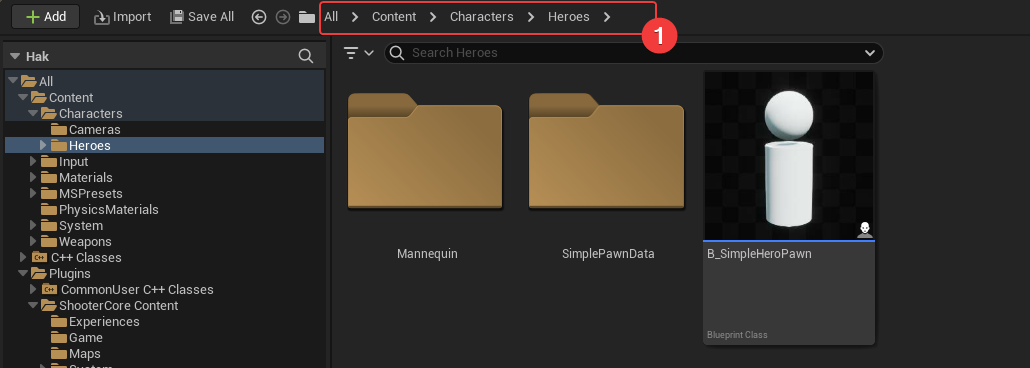 Add
Import
Save All
All
Content
Characters
Heroes
1
Hak
Search Heroes
All
Content
Characters
Cameras
Heroes
Input
Materials
MSPresets
PhysicsMaterials
System
Weapons
C++ Classes
Plugins
CommonUser C++ Classes
ShooterCore Content
Experiences
Game
Maps
System
Mannequin
SimplePawnData
B_SimpleHeroPawn
Blueprint Class